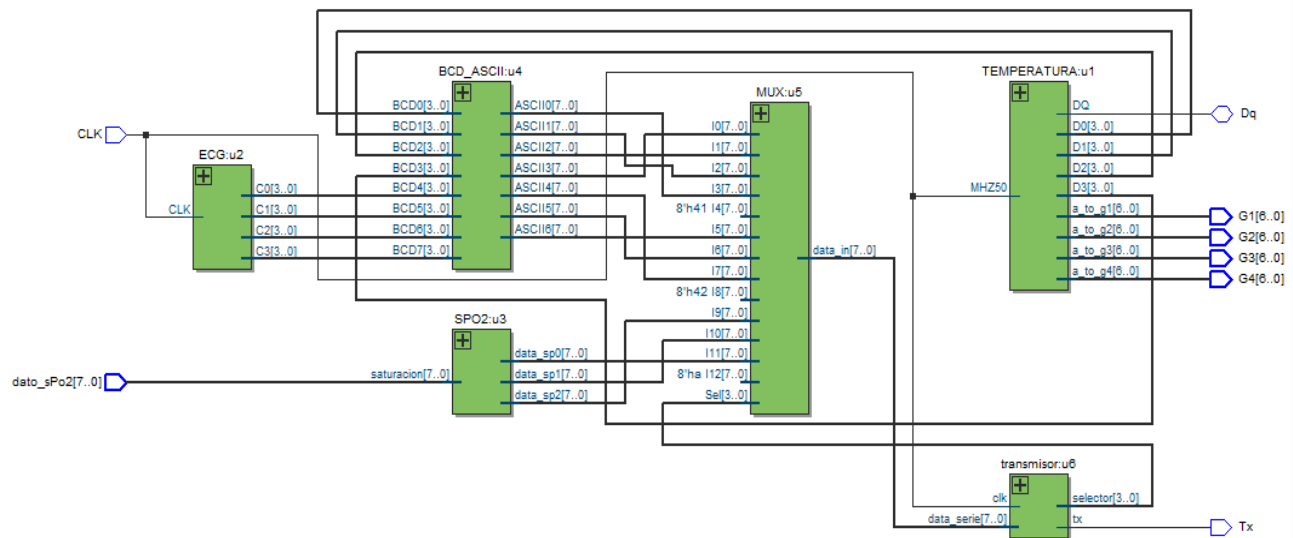 CLK
ECG:u2
CLK
C0[3..0]
C1[3..0]
C2[3..0]
C3[3..0]
BCD_ASCII:u4
BCD0[3..0]
BCD1[3..0]
BCD2[3..0]
BCD3[3..0]
BCD4[3..0]
BCD5[3..0]
BCD6[3..0]
BCD7[3..0]
ASCII0[7..0]
ASCII1[7..0]
ASCII2[7..0]
ASCII3[7..0]
ASCII4[7..0]
ASCII5[7..0]
ASCII6[7..0]
dato_sPo2[7..0]
SPO2:u3
saturacion[7..0]
data_sp0[7..0]
data_sp1[7..0]
data_sp2[7..0]
MUX:u5
I0[7..0]
I1[7..0]
I2[7..0]
I3[7..0]
8'h41 I4[7..0]
I5[7..0]
I6[7..0]
I7[7..0]
8'h42 I8[7..0]
I9[7..0]
I10[7..0]
I11[7..0]
8'ha I12[7..0]
Sel[3..0]
data_in[7..0]
TEMPERATURA:u1
MHZ50
DQ
D0[3..0]
D1[3..0]
D2[3..0]
D3[3..0]
a_to_g1[6..0]
a_to_g2[6..0]
a_to_g3[6..0]
a_to_g4[6..0]
Dq
G1[6..0]
G2[6..0]
G3[6..0]
G4[6..0]
transmisor:u6
clk
data_serie[7..0]
selector[3..0]
tx
Tx